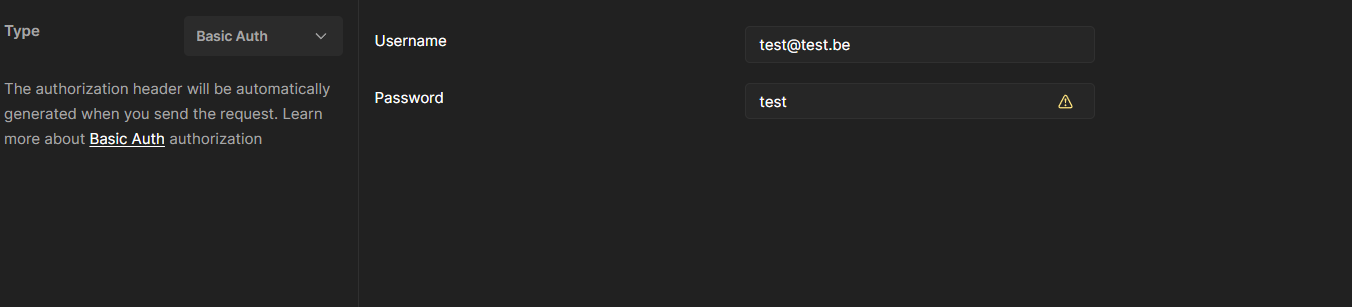 Type
Basic Auth
The authorization header will be automatically
generated when you send the request. Learn
more about Basic Auth authorization
Username
test@test.be
Password
test